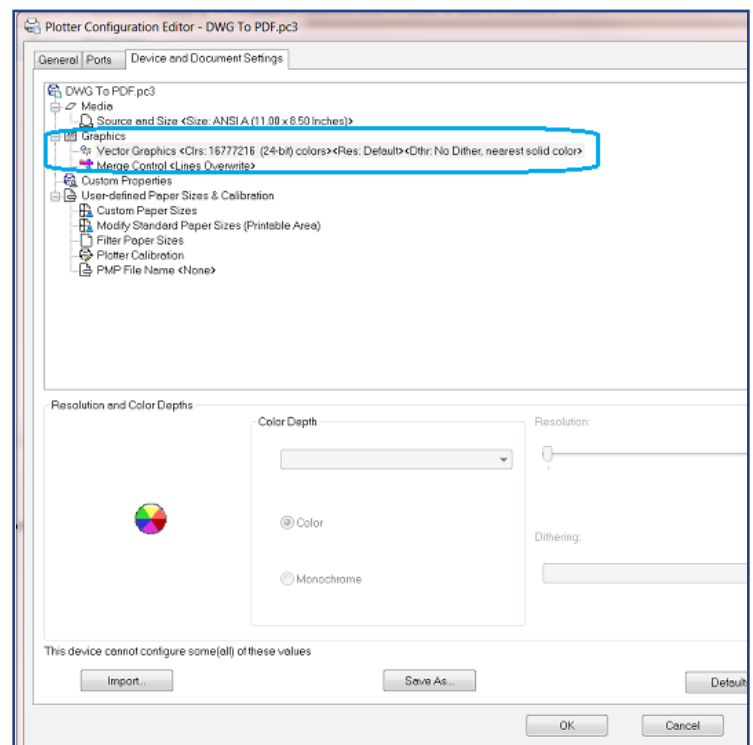 Plotter Configuration Editor - DWG To PDF.pc3
General Ports Device and Document Settings
DWG To PDF.pc3
Media
Source and Size <Size: ANSI A (11.00 x 8.50 Inches)>
Graphics
Vector Graphics <Clrs: 16777216 (24-bit) colors><Res: Default><Dthr: No Dither, nearest solid color>
Merge Control <Lines Overwrite>
Custom Properties
User-defined Paper Sizes & Calibration
Custom Paper Sizes
Modify Standard Paper Sizes (Printable Area)
Filter Paper Sizes
Plotter Calibration
PMP File Name <None>
Resolution and Color Depths
Color Depth
Resolution:
Color
Dithering:
Monochrome
This device cannot configure some(all) of these values
Import... Save As... Default
OK Cancel